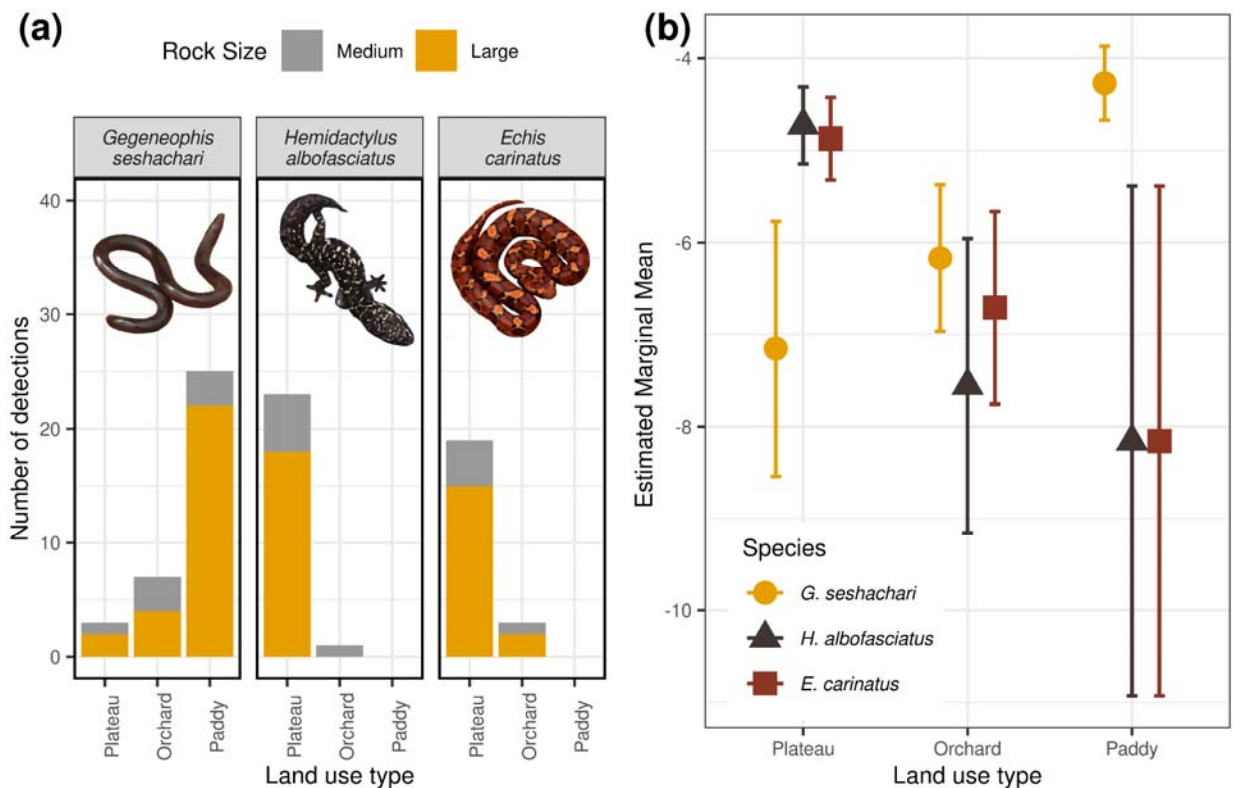 (a)
Rock Size Medium Large
Gegeneophis
seshachari
Hemidactylus
albofasciatus
Echis
carinatus
Number of detections
40
30
20
10
0
Plateau Orchard Paddy Plateau Orchard Paddy Plateau Orchard Paddy
Land use type
(b)
Estimated Marginal Mean
-4
-6
-8
-10
Species
G. seshachari
H. albofasciatus
E. carinatus
Plateau Orchard Paddy
Land use type